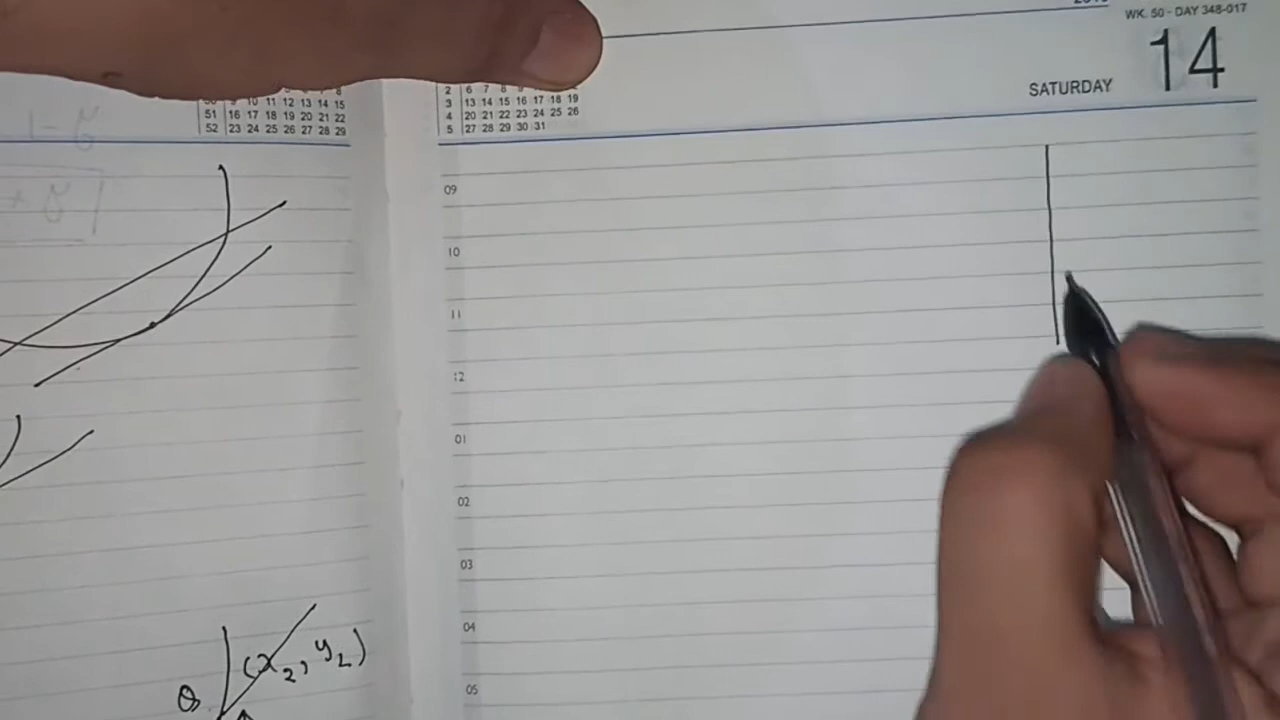 WK. 50 - DAY 348-017
14
SATURDAY
9 10 11 12 13 14 15
51 16 17 18 19 20 21 22
52 23 24 25 26 27 28 29
2 6 7 8
3 13 14 15 16 17 18 19
4 20 21 22 23 24 25 26
5 27 28 29 30 31
09
10
11
12
01
02
03
04
05
(x₂, y₂)
Q